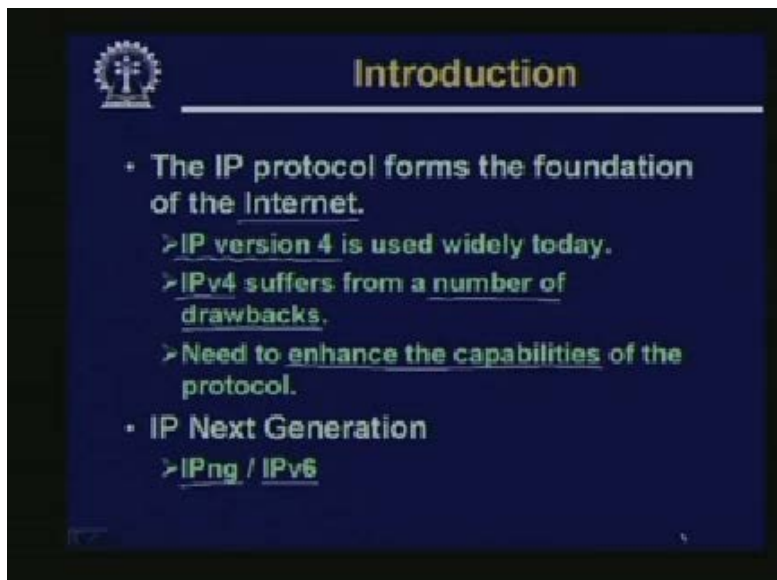 Introduction
• The IP protocol forms the foundation
of the Internet.
➢IP version 4 is used widely today.
➢IPv4 suffers from a number of
drawbacks.
➢Need to enhance the capabilities of the
protocol.
• IP Next Generation
➢IPng / IPv6